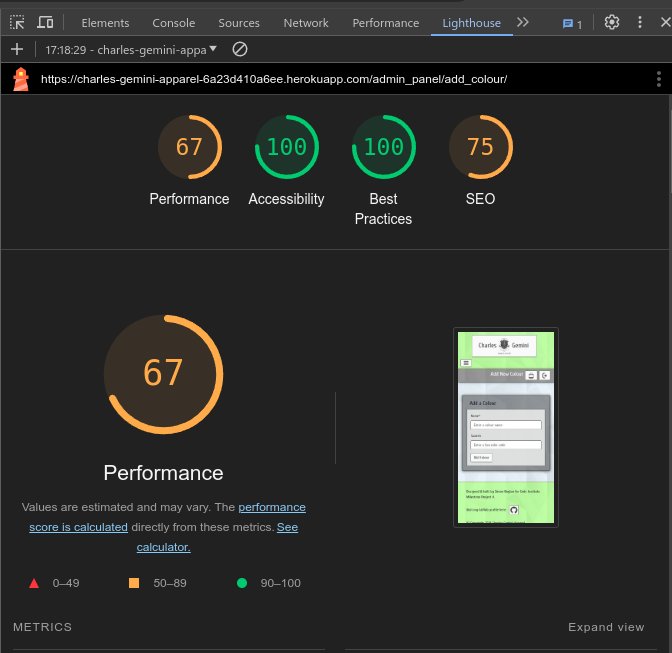 Elements Console Sources Network Performance Lighthouse 1
17:18:29 - charles-gemini-appa
https://charles-gemini-apparel-6a23d410a6ee.herokuapp.com/admin_panel/add_colour/
67 100 100 75
Performance Accessibility Best Practices SEO
67
Charles Gemini
Add New Colour
Add a Colour
Performance
Values are estimated and may vary. The performance
score is calculated directly from these metrics. See
calculator.
0–49 50–89 90–100
METRICS Expand view